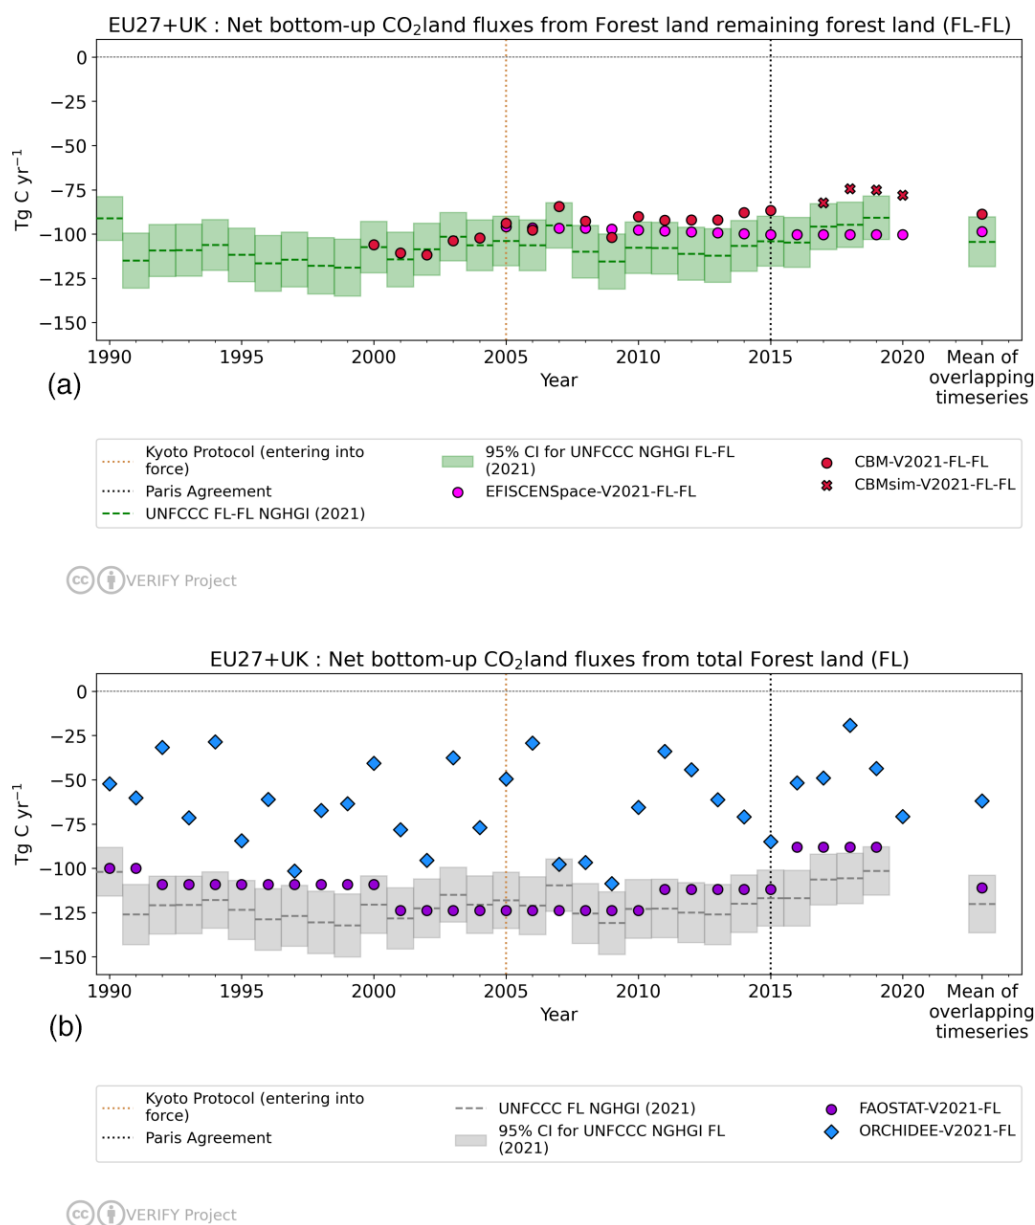 EU27+UK : Net bottom-up CO₂land fluxes from Forest land remaining forest land (FL-FL)
0
−25
−50
−75
−100
−125
−150
Tg C yr⁻¹
1990
1995
2000
2005
2010
2015
2020
Mean of
overlapping
timeseries
Year
(a)
Kyoto Protocol (entering into
force)
Paris Agreement
UNFCCC FL-FL NGHGI (2021)
95% CI for UNFCCC NGHGI FL-FL
(2021)
EFISCENSpace-V2021-FL-FL
CBM-V2021-FL-FL
CBMsim-V2021-FL-FL
cc VERIFY Project
EU27+UK : Net bottom-up CO₂land fluxes from total Forest land (FL)
0
−25
−50
−75
−100
−125
−150
Tg C yr⁻¹
1990
1995
2000
2005
2010
2015
2020
Mean of
overlapping
timeseries
Year
(b)
Kyoto Protocol (entering into
force)
Paris Agreement
UNFCCC FL NGHGI (2021)
95% CI for UNFCCC NGHGI FL
(2021)
FAOSTAT-V2021-FL
ORCHIDEE-V2021-FL
cc VERIFY Project